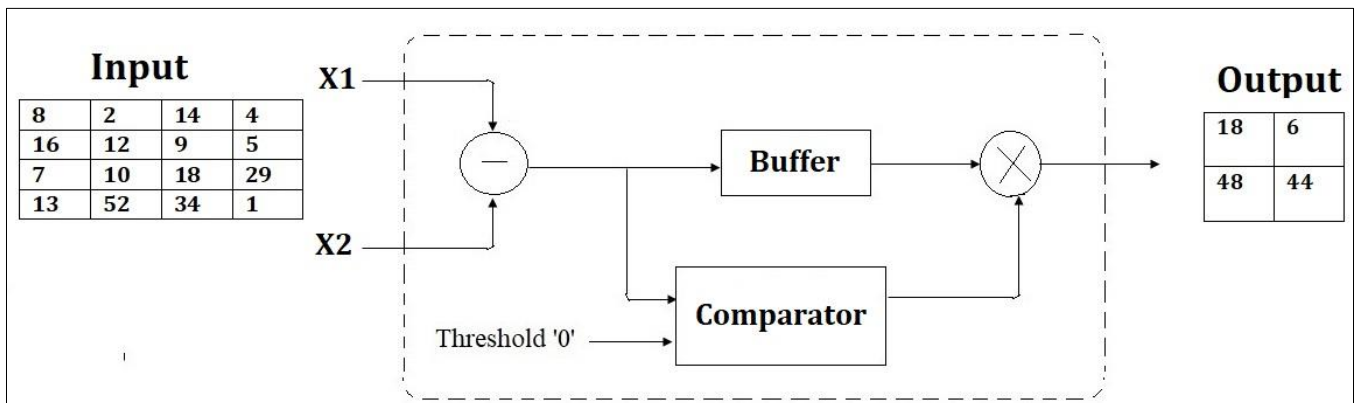 Input
8 2 14 4
16 12 9 5
7 10 18 29
13 52 34 1
X1
X2
−
Buffer
Comparator
Threshold '0'
×
Output
18 6
48 44